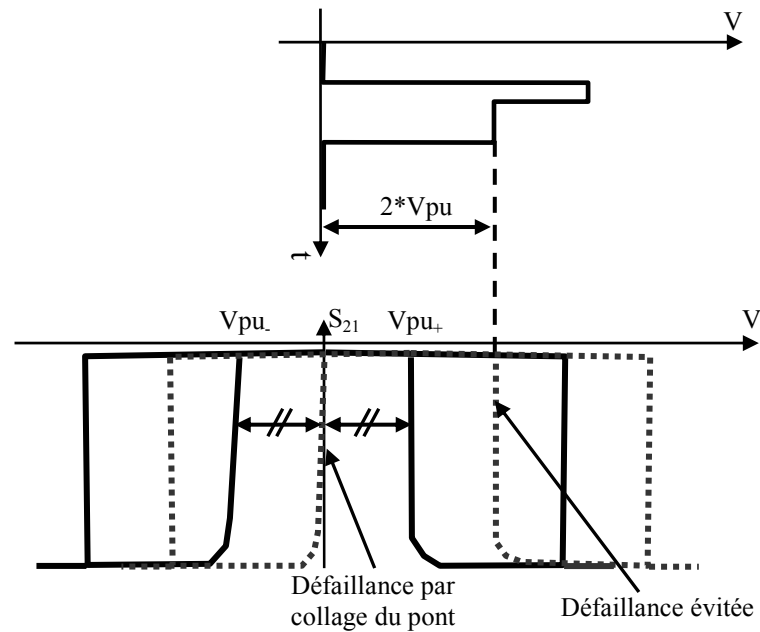 V
2*Vpu
t
Vpu-
S21
Vpu+
V
Défaillance par
collage du pont
Défaillance évitée